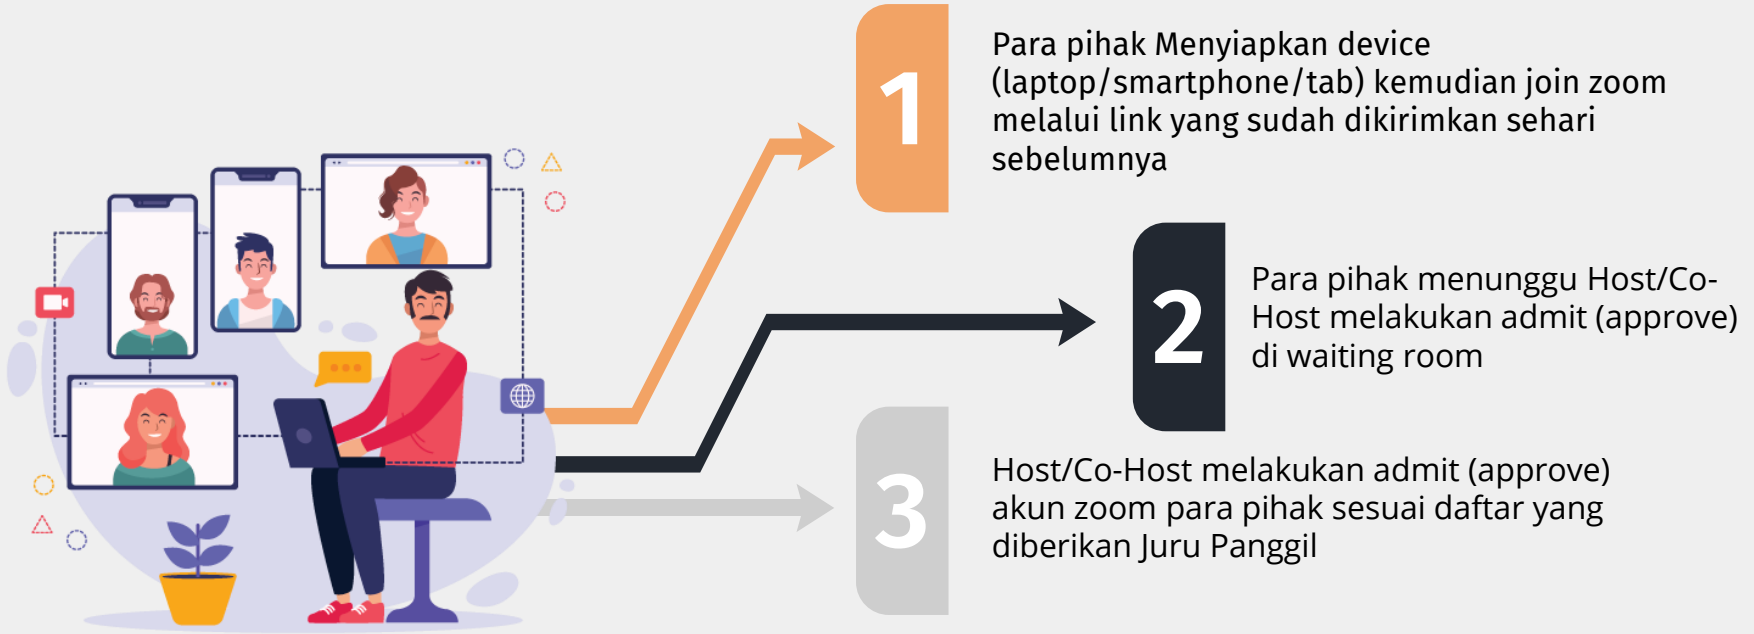 1
Para pihak Menyiapkan device
(laptop/smartphone/tab) kemudian join zoom
melalui link yang sudah dikirimkan sehari
sebelumnya
2
Para pihak menunggu Host/Co-
Host melakukan admit (approve)
di waiting room
3
Host/Co-Host melakukan admit (approve)
akun zoom para pihak sesuai daftar yang
diberikan Juru Panggil